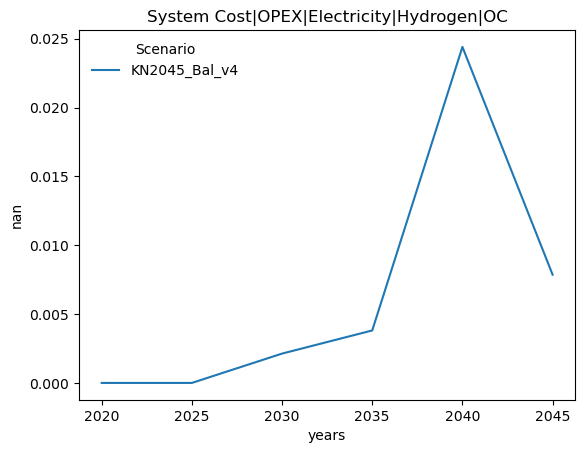 System Cost|OPEX|Electricity|Hydrogen|OC
Scenario
KN2045_Bal_v4
0.025
0.020
0.015
0.010
0.005
0.000
nan
2020 2025 2030 2035 2040 2045
years